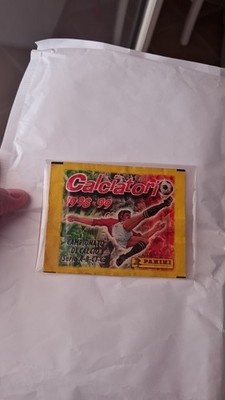 Calciatori
1998-99
CAMPIONATO
DI CALCIO
SERIE A-B-C1-C2
PANINI